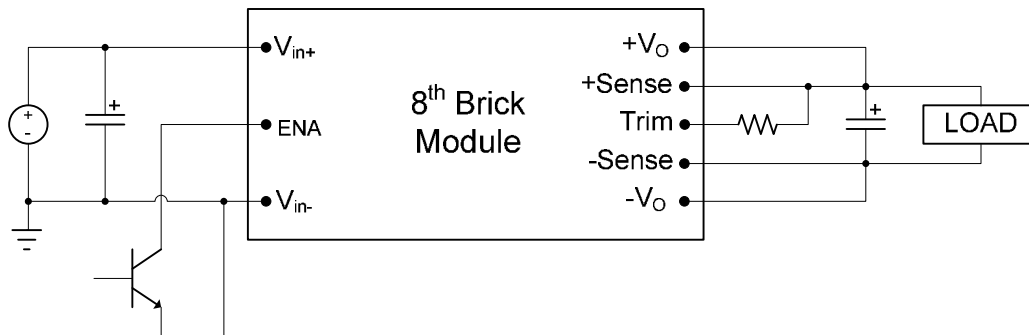 Vin+
ENA
Vin-
8th Brick
Module
+VO
+Sense
Trim
-Sense
-VO
+
-
+
+
LOAD